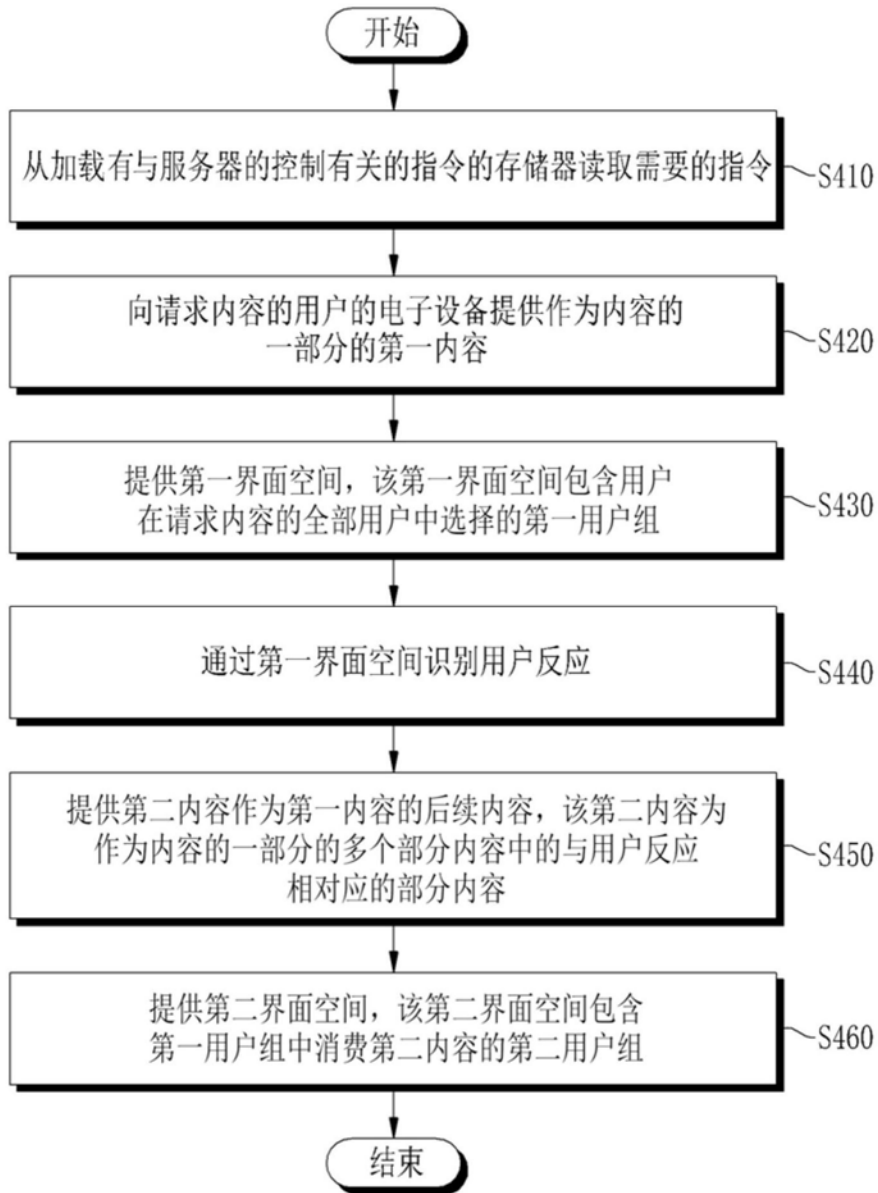 开始
从加载有与服务器的控制有关的指令的存储器读取需要的指令
S410
向请求内容的用户的电子设备提供作为内容的
一部分的第一内容
S420
提供第一界面空间，该第一界面空间包含用户
在请求内容的全部用户中选择的第一用户组
S430
通过第一界面空间识别用户反应
S440
提供第二内容作为第一内容的后续内容，该第二内容为
作为内容的一部分的多个部分内容中的与用户反应
相对应的部分内容
S450
提供第二界面空间，该第二界面空间包含
第一用户组中消费第二内容的第二用户组
S460
结束